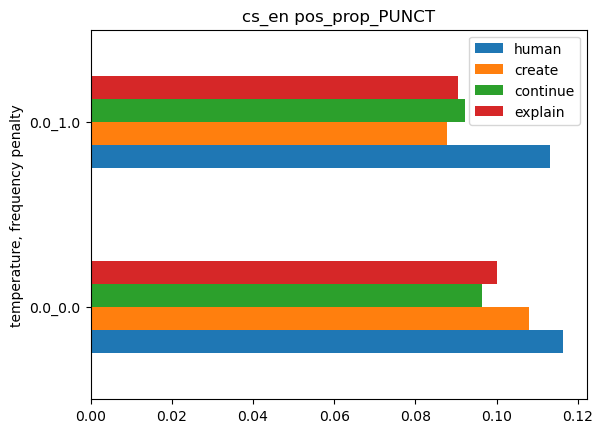 cs_en pos_prop_PUNCT
human
create
continue
explain
temperature, frequency penalty
0.0_1.0
0.0_0.0
0.00 0.02 0.04 0.06 0.08 0.10 0.12